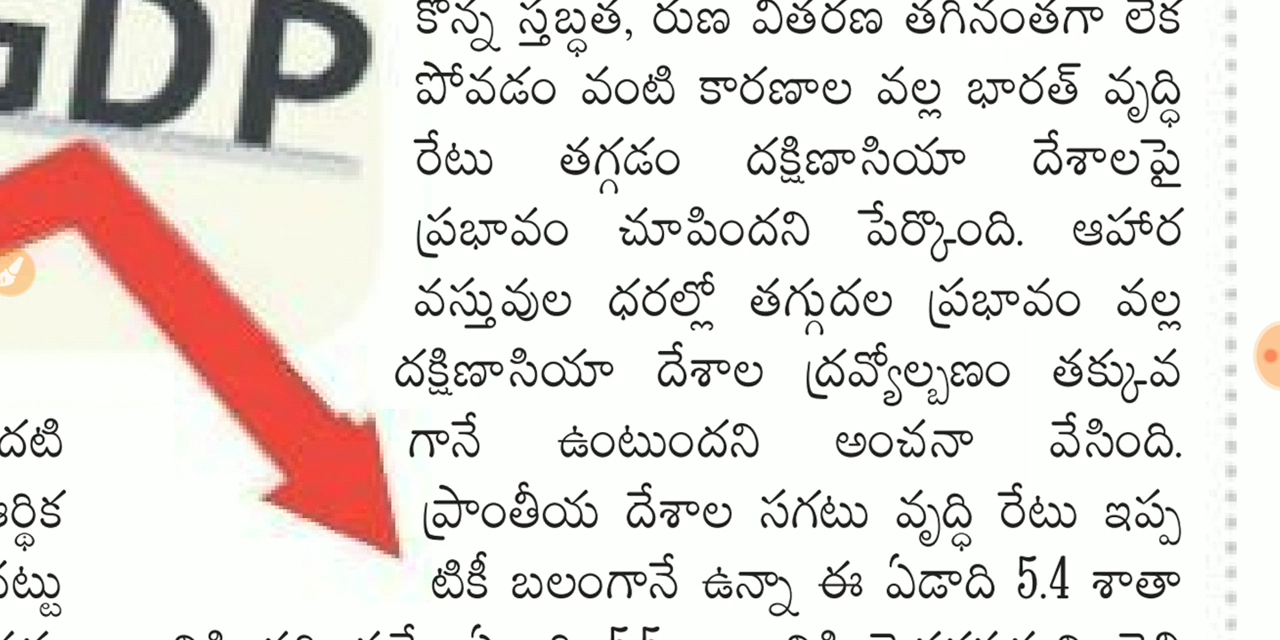 GDP
కొన్న స్తబ్ధత, రుణ వితరణ తగినంతగా లేక
పోవడం వంటి కారణాల వల్ల భారత్ వృద్ధి
రేటు తగ్గడం దక్షిణాసియా దేశాలపై
ప్రభావం చూపిందని పేర్కొంది. ఆహార
వస్తువుల ధరల్లో తగ్గుదల ప్రభావం వల్ల
దక్షిణాసియా దేశాల ద్రవ్యోల్బణం తక్కువ
గానే ఉంటుందని అంచనా వేసింది.
ప్రాంతీయ దేశాల సగటు వృద్ధి రేటు ఇప్ప
టికీ బలంగానే ఉన్నా ఈ ఏడాది 5.4 శాతా